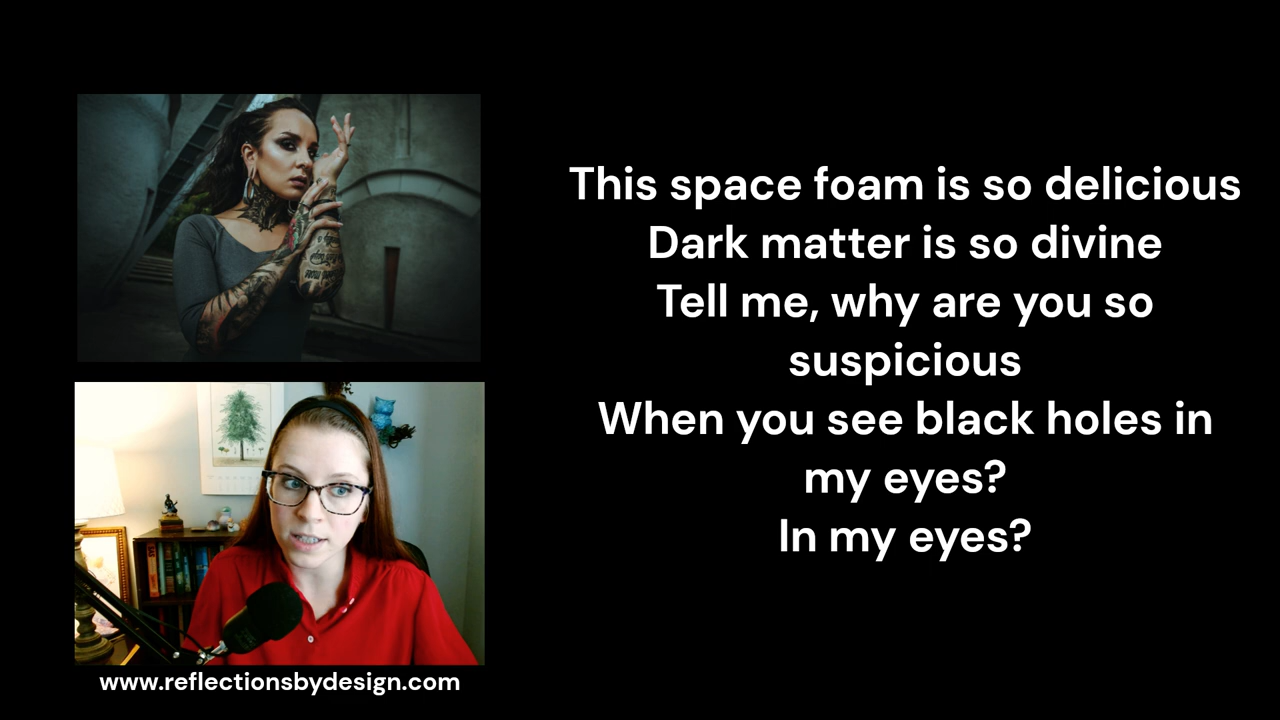 This space foam is so delicious
Dark matter is so divine
Tell me, why are you so
suspicious
When you see black holes in
my eyes?
In my eyes?
www.reflectionsbydesign.com